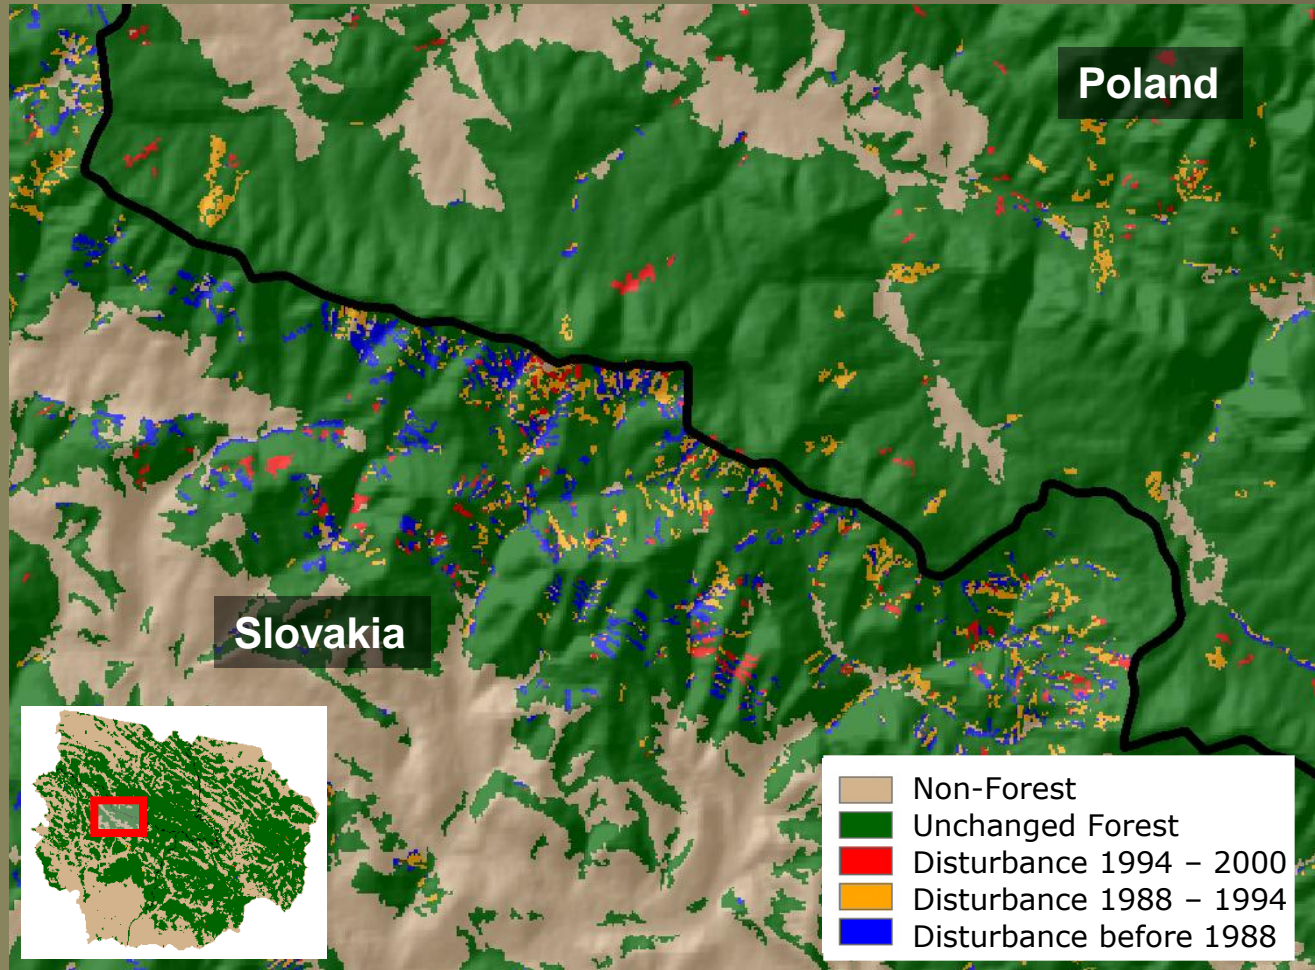 Poland
Slovakia
Non-Forest
Unchanged Forest
Disturbance 1994 – 2000
Disturbance 1988 – 1994
Disturbance before 1988